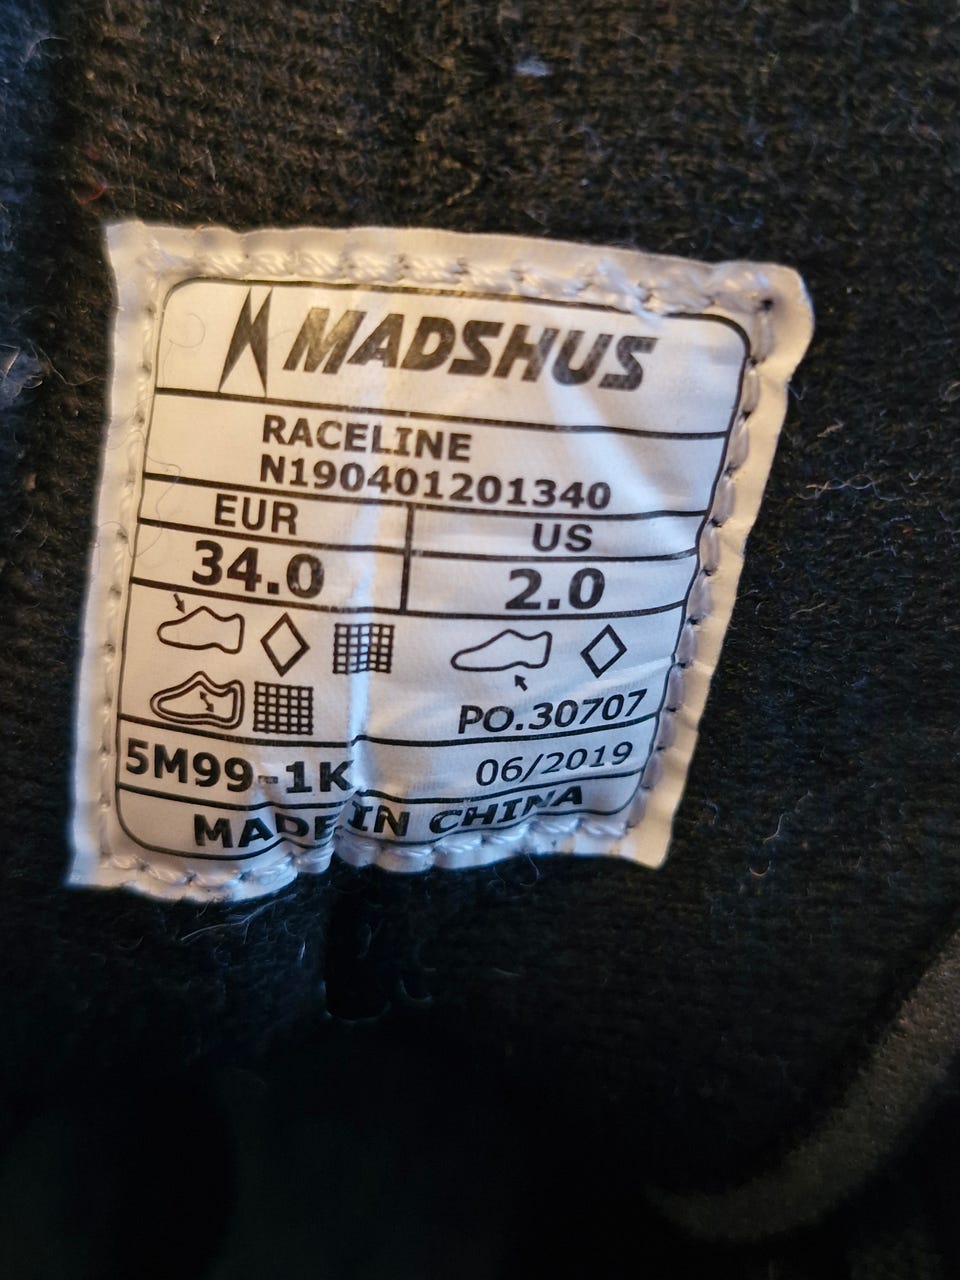 MADSHUS
RACELINE
N190401201340
EUR US
34.0 2.0
PO.30707
5M99-1K 06/2019
MADE IN CHINA